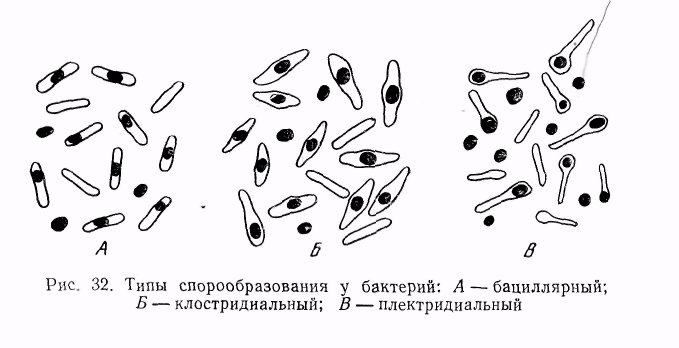 А Б В
Рис. 32. Типы спорообразования у бактерий: А — бациллярный;
Б — клостридиальный; В — плектридиальный